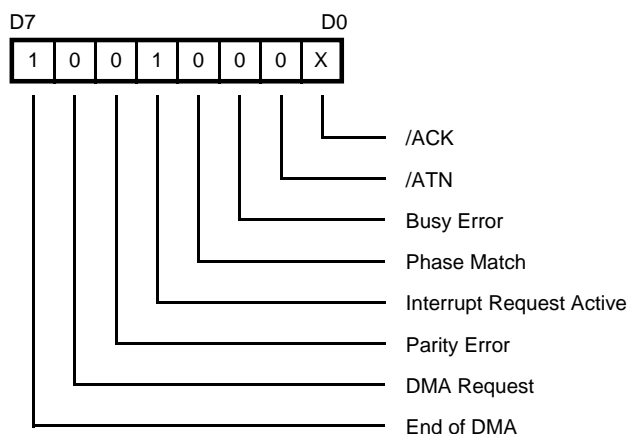 D7 D0
1 0 0 1 0 0 0 X
/ACK
/ATN
Busy Error
Phase Match
Interrupt Request Active
Parity Error
DMA Request
End of DMA